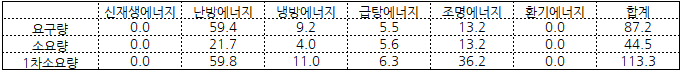 신재생에너지 난방에너지 냉방에너지 급탕에너지 조명에너지 환기에너지 합계
요구량 0.0 59.4 9.2 5.5 13.2 0.0 87.2
소요량 0.0 21.7 4.0 5.6 13.2 0.0 44.5
1차소요량 0.0 59.8 11.0 6.3 36.2 0.0 113.3